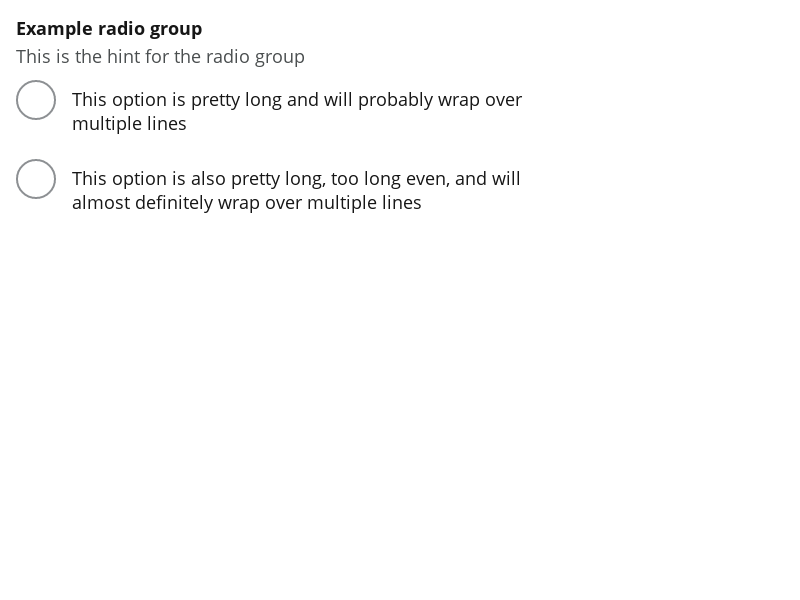 Example radio group
This is the hint for the radio group
This option is pretty long and will probably wrap over
multiple lines
This option is also pretty long, too long even, and will
almost definitely wrap over multiple lines